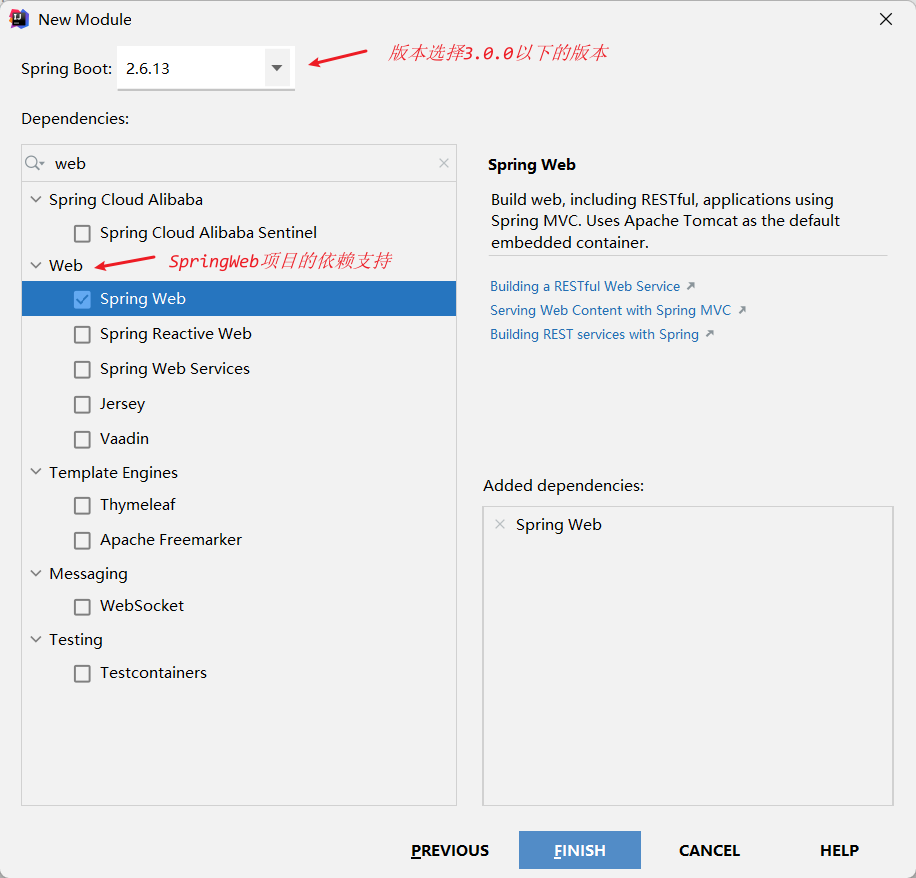 New Module
Spring Boot: 2.6.13
版本选择3.0.0以下的版本
Dependencies:
web
Spring Cloud Alibaba
Spring Cloud Alibaba Sentinel
Web
SpringWeb项目的依赖支持
Spring Web
Spring Reactive Web
Spring Web Services
Jersey
Vaadin
Template Engines
Thymeleaf
Apache Freemarker
Messaging
WebSocket
Testing
Testcontainers
Spring Web
Build web, including RESTful, applications using
Spring MVC. Uses Apache Tomcat as the default
embedded container.
Building a RESTful Web Service
Serving Web Content with Spring MVC
Building REST services with Spring
Added dependencies:
Spring Web
PREVIOUS
FINISH
CANCEL
HELP